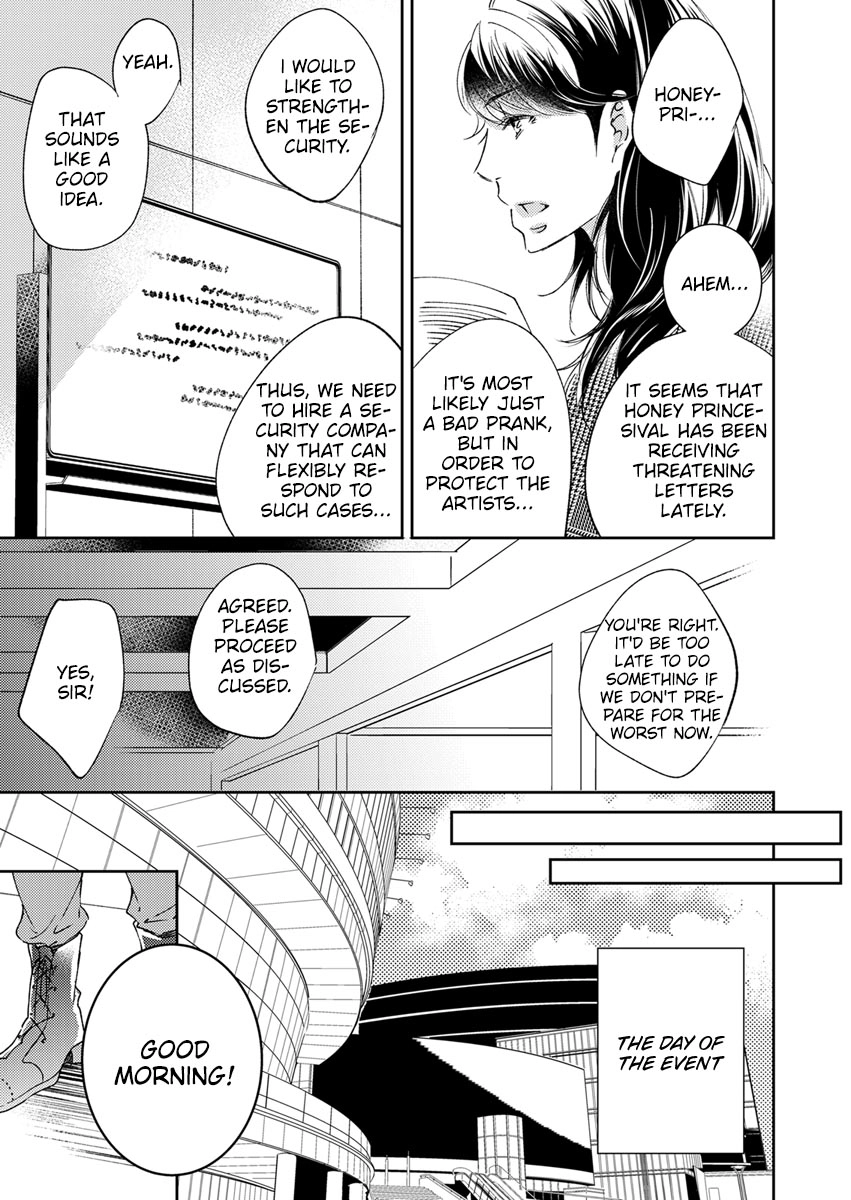 HONEY-
PRI-...
AHEM...
IT SEEMS THAT
HONEY PRINCE-
SIVAL HAS BEEN
RECEIVING
THREATENING
LETTERS
LATELY.
IT'S MOST
LIKELY JUST
A BAD PRANK,
BUT IN
ORDER TO
PROTECT THE
ARTISTS...
I WOULD
LIKE TO
STRENGTH-
EN THE SE-
CURITY.
YEAH.
THAT
SOUNDS
LIKE A
GOOD
IDEA.
THUS, WE NEED
TO HIRE A SE-
CURITY COMPA-
NY THAT CAN
FLEXIBLY RE-
SPOND TO
SUCH CASES...
YOU'RE RIGHT.
IT'D BE TOO
LATE TO DO
SOMETHING IF
WE DON'T PRE-
PARE FOR THE
WORST NOW.
AGREED.
PLEASE
PROCEED
AS DIS-
CUSSED.
YES,
SIR!
THE DAY OF
THE EVENT
GOOD
MORNING!